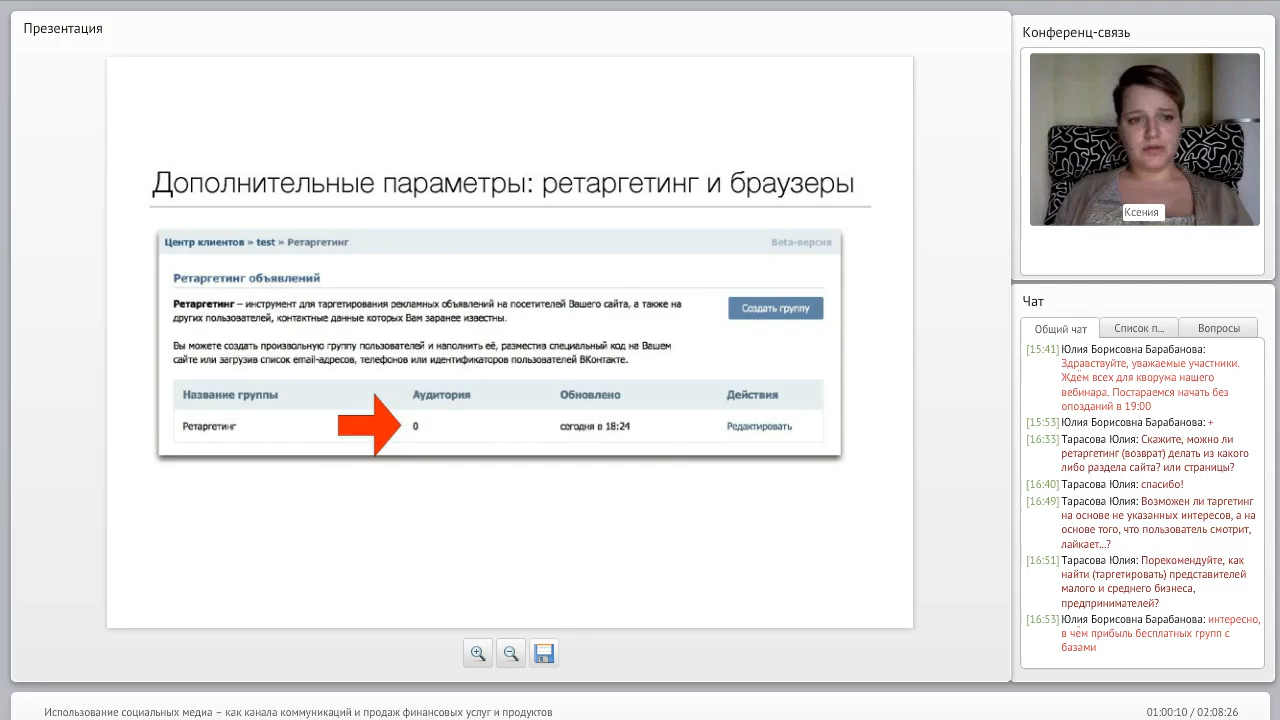 Презентация
Дополнительные параметры: ретаргетинг и браузеры
Центр клиентов » test » Ретаргетинг
Beta-версия
Ретаргетинг объявлений
Ретаргетинг – инструмент для таргетирования рекламных объявлений на посетителей Вашего сайта, а также на
других пользователей, контактные данные которых Вам заранее известны.
Создать группу
Вы можете создать произвольную группу пользователей и наполнить её, разместив специальный код на Вашем
сайте или загрузив список email-адресов, телефонов или идентификаторов пользователей ВКонтакте.
Название группы Аудитория Обновлено Действия
Ретаргетинг 0 сегодня в 18:24 Редактировать
Конференц-связь
Ксения
Чат
Общий чат Список п... Вопросы
[15:41] Юлия Борисовна Барабанова:
Здравствуйте, уважаемые участники.
Ждём всех для кворума нашего
вебинара. Постараемся начать без
опозданий в 19:00
[15:53] Юлия Борисовна Барабанова: +
[16:33] Тарасова Юлия: Скажите, можно ли
ретаргетинг (возврат) делать из какого
либо раздела сайта? или страницы?
[16:40] Тарасова Юлия: спасибо!
[16:49] Тарасова Юлия: Возможен ли таргетинг
на основе не указанных интересов, а на
основе того, что пользователь смотрит,
лайкает...?
[16:51] Тарасова Юлия: Порекомендуйте, как
найти (таргетировать) представителей
малого и среднего бизнеса,
предпринимателей?
[16:53] Юлия Борисовна Барабанова: интересно,
в чём прибыль бесплатных групп с
базами
Использование социальных медиа – как канала коммуникаций и продаж финансовых услуг и продуктов
01:00:10 / 02:08:26